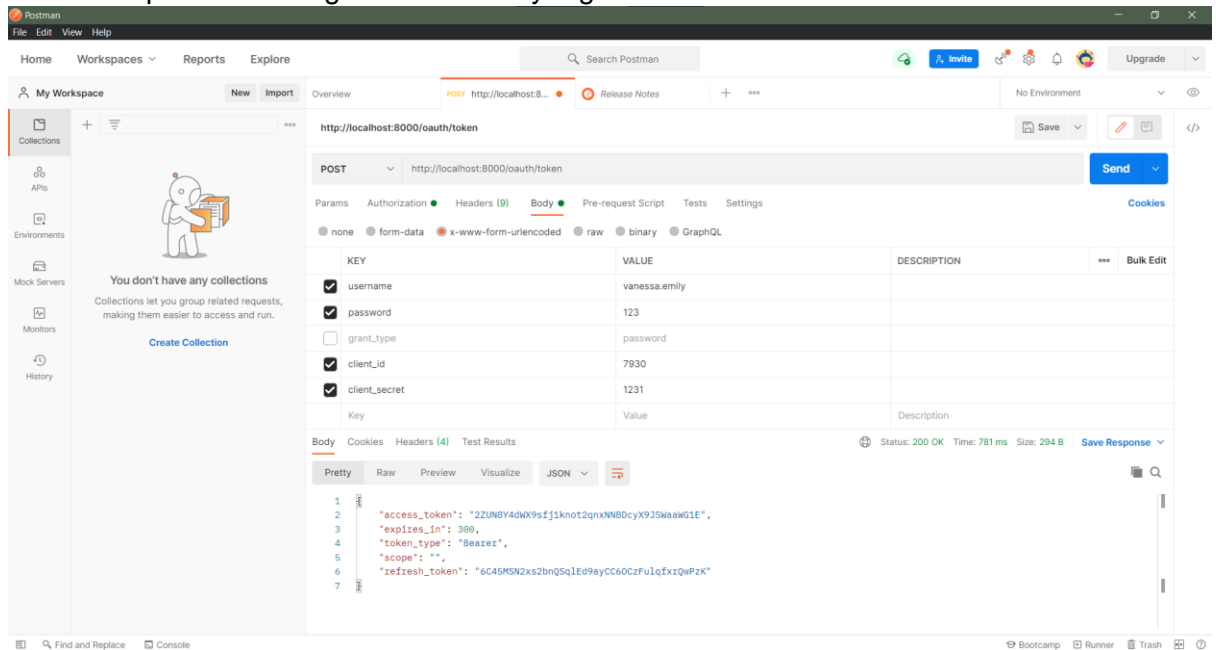 Postman
File Edit View Help
Home Workspaces Reports Explore Search Postman Invite Upgrade
My Workspace New Import Overview POST http://localhost:8... Release Notes No Environment
Collections
http://localhost:8000/oauth/token Save
APIs
POST http://localhost:8000/oauth/token Send
Params Authorization Headers (9) Body Pre-request Script Tests Settings Cookies
Environments
none form-data x-www-form-urlencoded raw binary GraphQL
KEY VALUE DESCRIPTION Bulk Edit
Mock Servers
You don't have any collections
Collections let you group related requests,
making them easier to access and run.
Create Collection
Monitors
History
username vanessa.emily
password 123
grant_type password
client_id 7930
client_secret 1231
Key Value Description
Body Cookies Headers (4) Test Results Status: 200 OK Time: 781 ms Size: 294 B Save Response
Pretty Raw Preview Visualize JSON
1 {
2 "access_token": "2ZUN8Y4dWX9sfj1knot2qnxNNBDcyX9JSWaaWG1E",
3 "expires_in": 300,
4 "token_type": "Bearer",
5 "scope": "",
6 "refresh_token": "6C45MSN2xs2bnQSqlEd9ayCC6OCzFulqfxrQwPzK"
7 }
Find and Replace Console Bootcamp Runner Trash